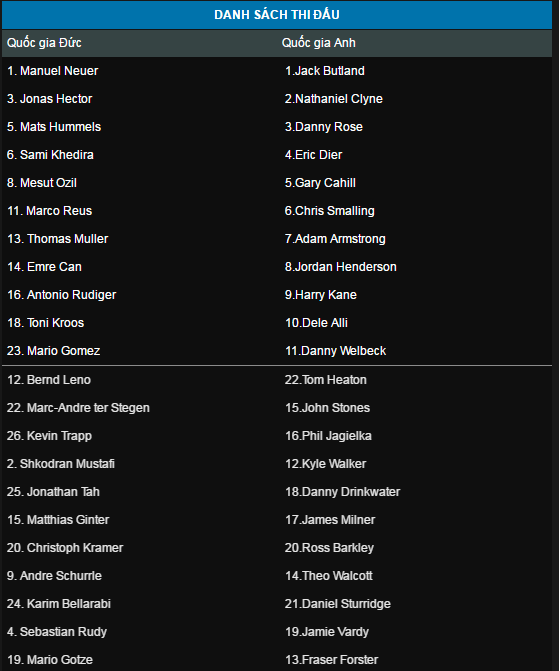 DANH SÁCH THI ĐẤU
Quốc gia Đức Quốc gia Anh
1. Manuel Neuer 1.Jack Butland
3. Jonas Hector 2.Nathaniel Clyne
5. Mats Hummels 3.Danny Rose
6. Sami Khedira 4.Eric Dier
8. Mesut Ozil 5.Gary Cahill
11. Marco Reus 6.Chris Smalling
13. Thomas Muller 7.Adam Armstrong
14. Emre Can 8.Jordan Henderson
16. Antonio Rudiger 9.Harry Kane
18. Toni Kroos 10.Dele Alli
23. Mario Gomez 11.Danny Welbeck
12. Bernd Leno 22.Tom Heaton
22. Marc-Andre ter Stegen 15.John Stones
26. Kevin Trapp 16.Phil Jagielka
2. Shkodran Mustafi 12.Kyle Walker
25. Jonathan Tah 18.Danny Drinkwater
15. Matthias Ginter 17.James Milner
20. Christoph Kramer 20.Ross Barkley
9. Andre Schurrle 14.Theo Walcott
24. Karim Bellarabi 21.Daniel Sturridge
4. Sebastian Rudy 19.Jamie Vardy
19. Mario Gotze 13.Fraser Forster